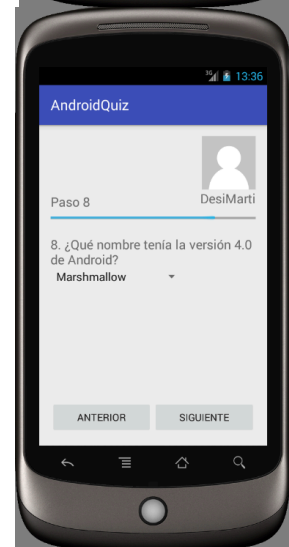 3G 13:36
AndroidQuiz
Paso 8
DesiMarti
8. ¿Qué nombre tenía la versión 4.0
de Android?
Marshmallow
ANTERIOR SIGUIENTE